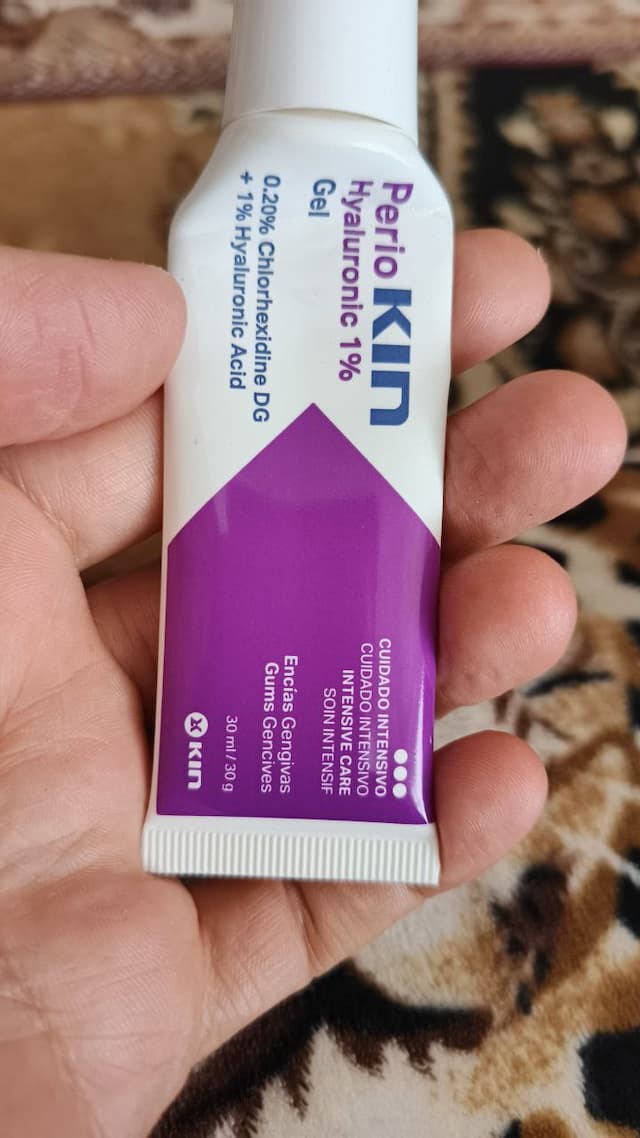 Perio KIN
Hyaluronic 1%
Gel
0.20% Chlorhexidine DG
+ 1% Hyaluronic Acid
CUIDADO INTENSIVO
CUIDADO INTENSIVO
INTENSIVE CARE
SOIN INTENSIF
Encías Gengivas
Gums Gencives
30 ml / 30 g
KIN